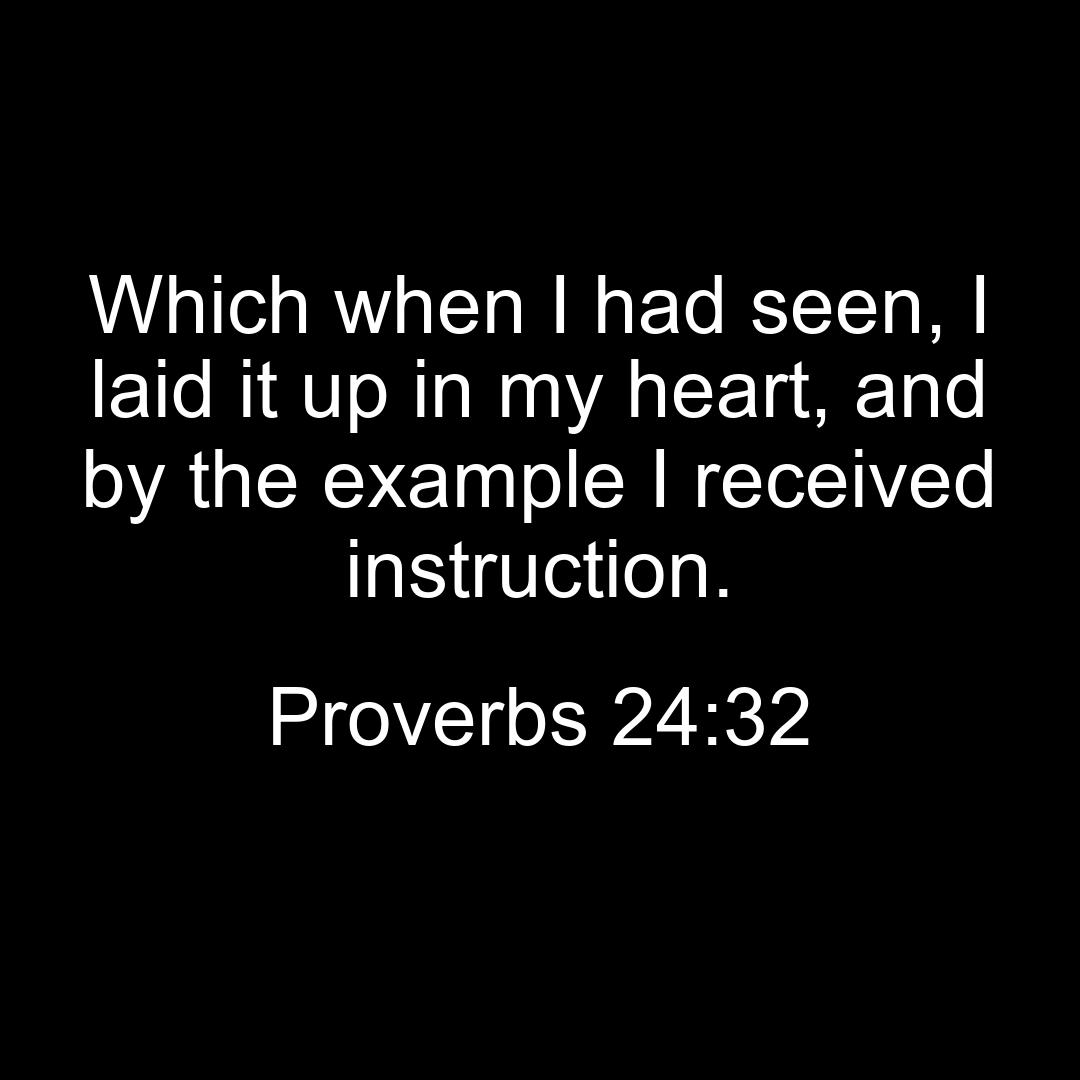 Which when I had seen, I
laid it up in my heart, and
by the example I received
instruction.
Proverbs 24:32